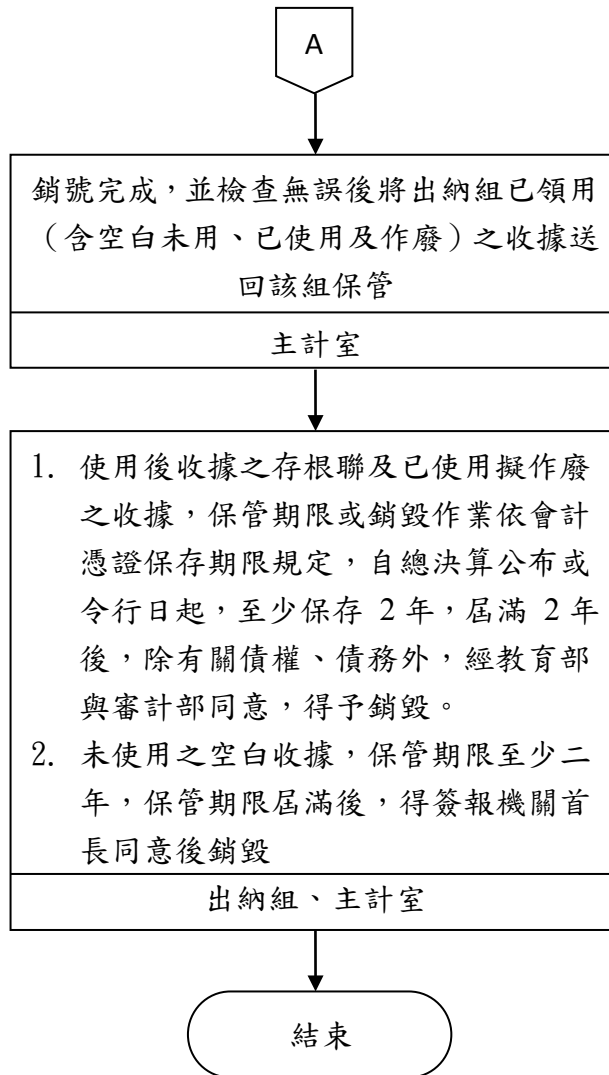 A
銷號完成，並檢查無誤後將出納組已領用
（含空白未用、已使用及作廢）之收據送
回該組保管
主計室
1. 使用後收據之存根聯及已使用擬作廢
之收據，保管期限或銷毀作業依會計
憑證保存期限規定，自總決算公布或
令行日起，至少保存 2 年，屆滿 2 年
後，除有關債權、債務外，經教育部
與審計部同意，得予銷毀。
2. 未使用之空白收據，保管期限至少二
年，保管期限屆滿後，得簽報機關首
長同意後銷毀
出納組、主計室
結束